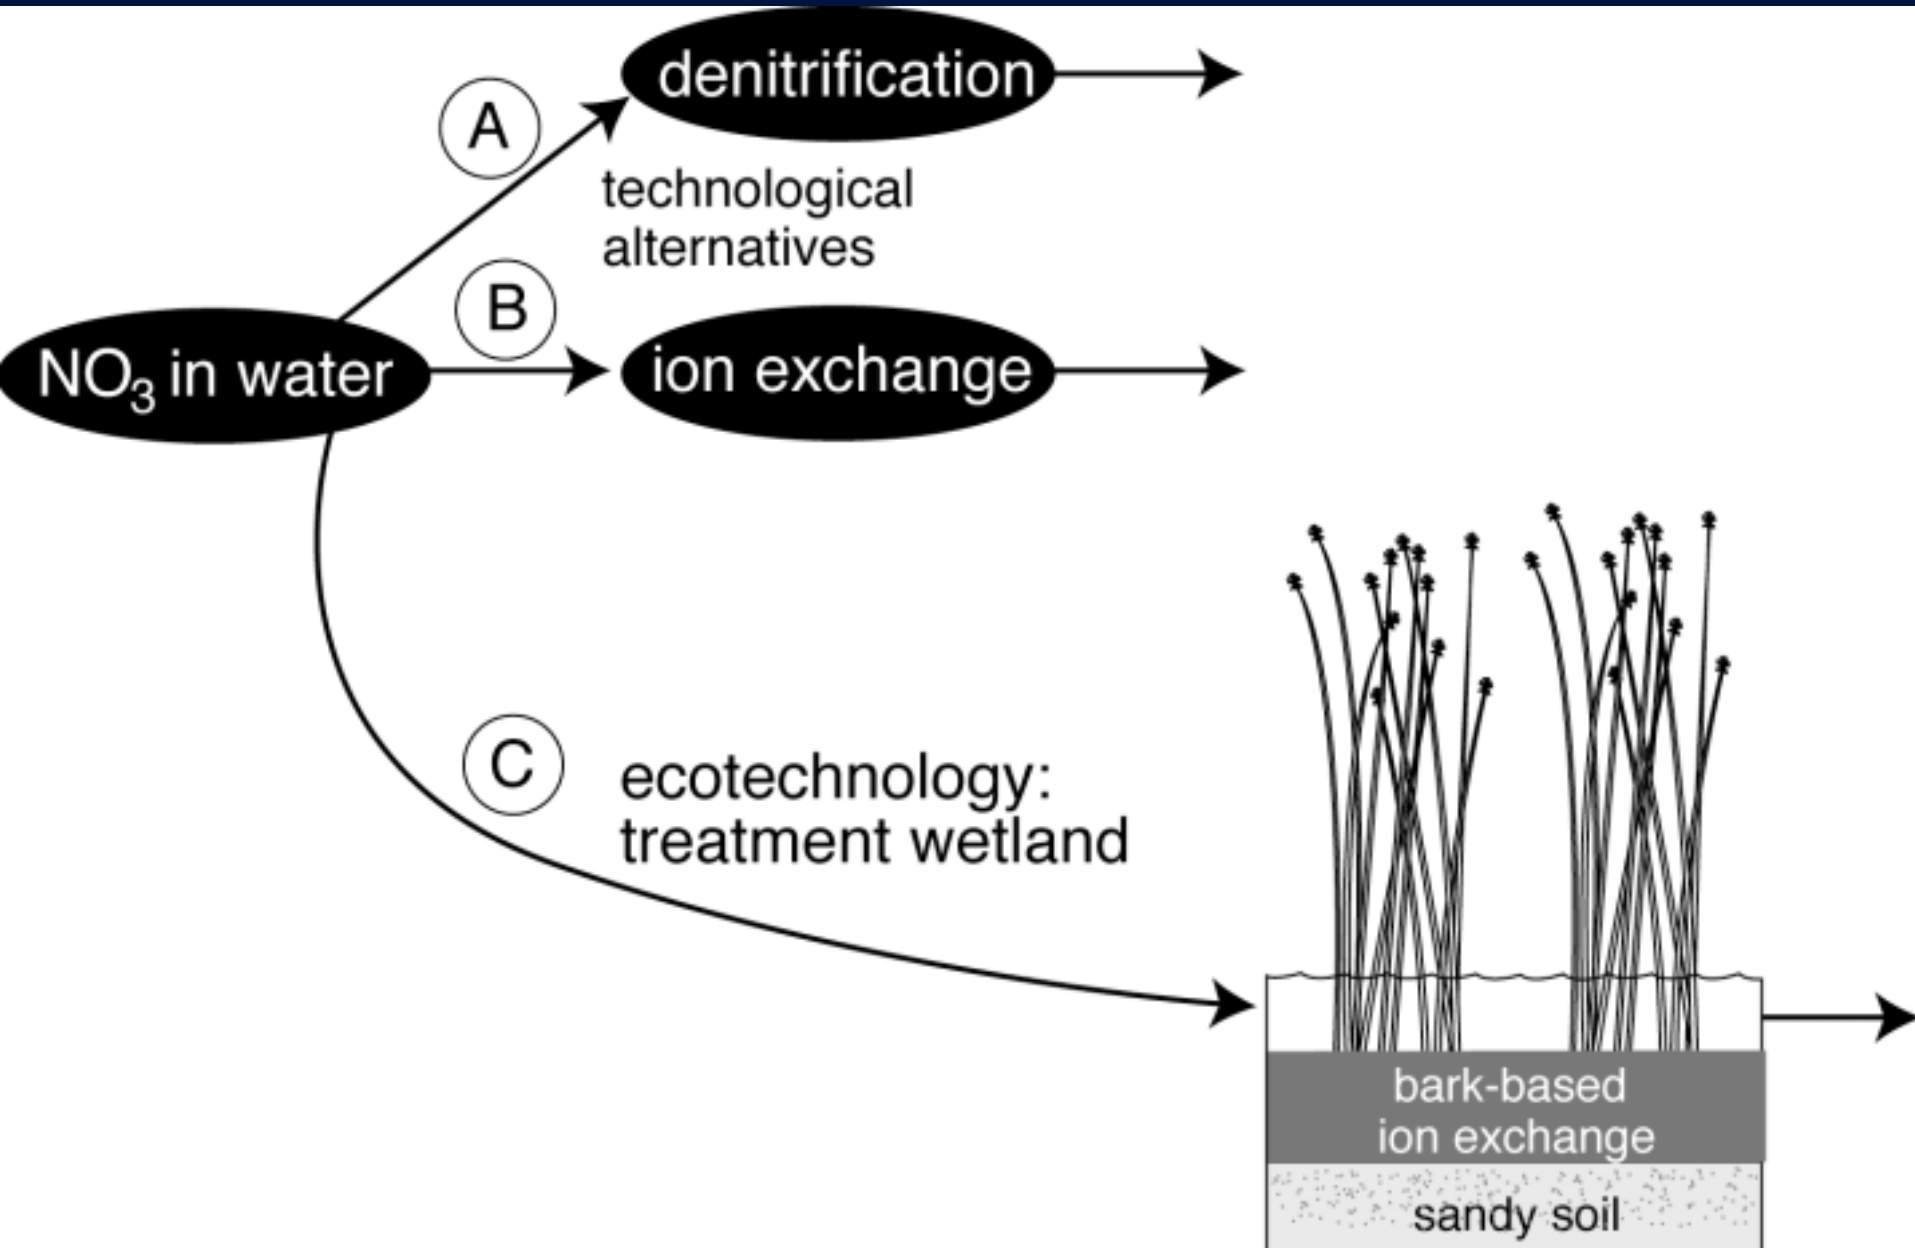 denitrification
A
technological
alternatives
B
NO₃ in water
ion exchange
C
ecotechnology:
treatment wetland
bark-based
ion exchange
sandy soil